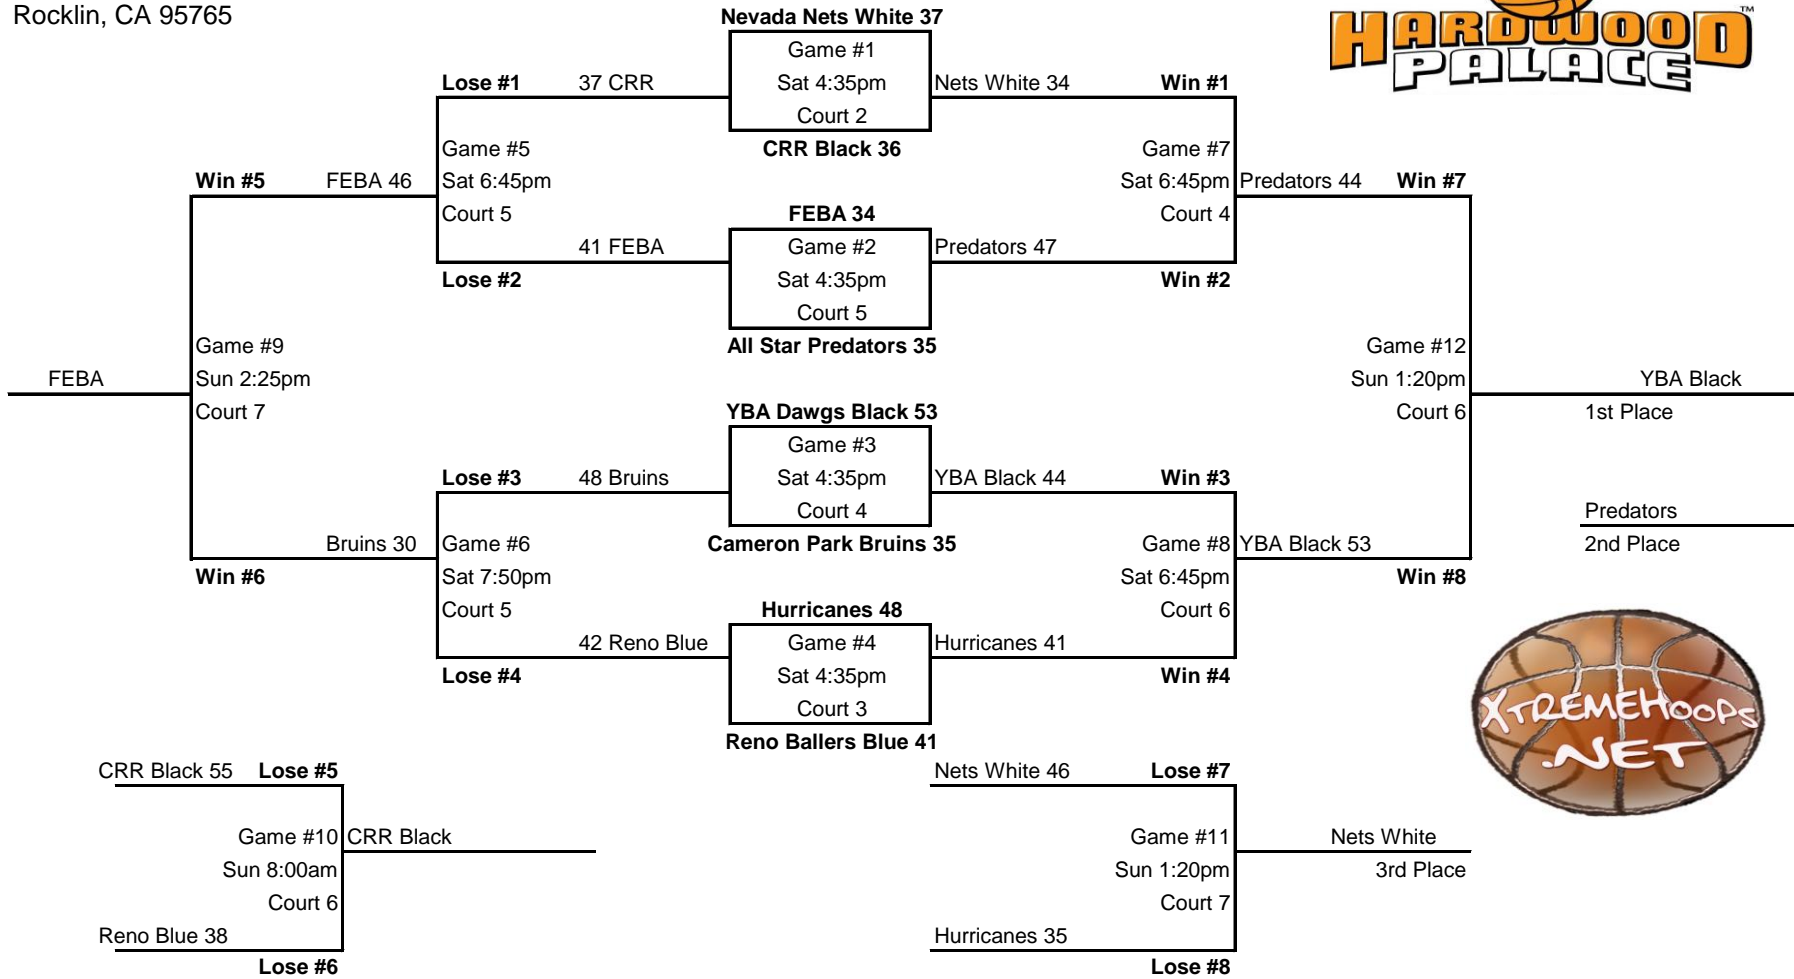 Rocklin, CA 95765
HARDWOOD
PALACE
™
Nevada Nets White 37
Game #1
Lose #1 37 CRR Sat 4:35pm Nets White 34 Win #1
Court 2
Game #5 CRR Black 36 Game #7
Win #5 FEBA 46 Sat 6:45pm Sat 6:45pm Predators 44 Win #7
Court 5 FEBA 34 Court 4
41 FEBA Game #2 Predators 47
Lose #2 Sat 4:35pm Win #2
Court 5
Game #9 All Star Predators 35 Game #12
FEBA Sun 2:25pm Sun 1:20pm YBA Black
Court 7 YBA Dawgs Black 53 Court 6 1st Place
Game #3
Lose #3 48 Bruins Sat 4:35pm YBA Black 44 Win #3
Court 4 Predators
Bruins 30 Game #6 Cameron Park Bruins 35 Game #8 YBA Black 53 2nd Place
Win #6 Sat 7:50pm Sat 6:45pm Win #8
Court 5 Hurricanes 48 Court 6
42 Reno Blue Game #4 Hurricanes 41
Lose #4 Sat 4:35pm Win #4
Court 3
Reno Ballers Blue 41
XTREMEHOOPS
.NET
CRR Black 55 Lose #5 Nets White 46 Lose #7
Game #10 CRR Black Game #11 Nets White
Sun 8:00am Sun 1:20pm 3rd Place
Court 6 Court 7
Reno Blue 38 Hurricanes 35
Lose #6 Lose #8